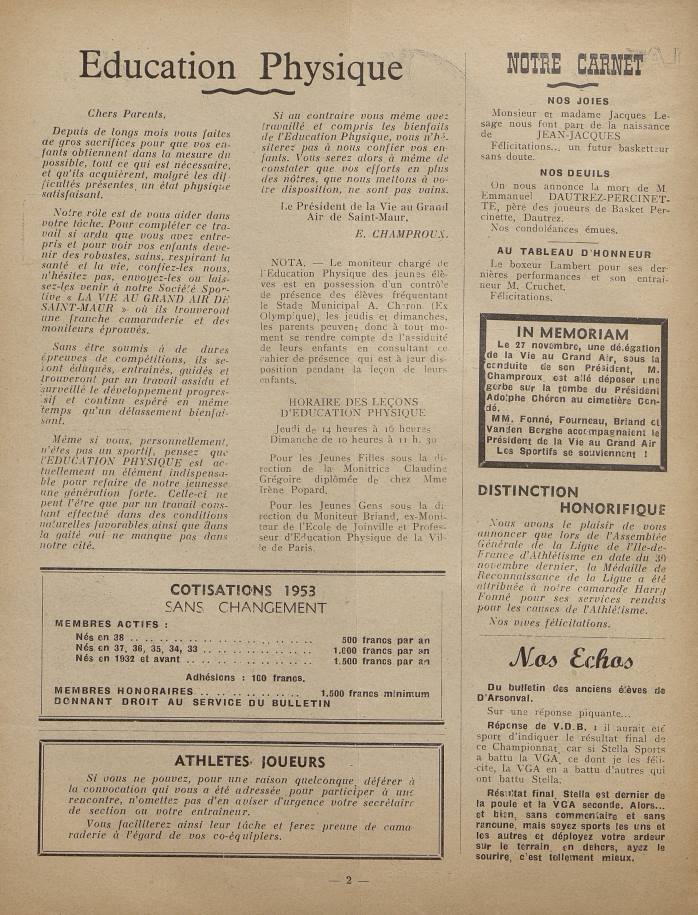 Education Physique
Chers Parents,
Depuis de longs mois vous faites
de gros sacrifices pour que vos en-
fants obtiennent dans la mesure du
possible, tout ce qui est nécessaire,
et qu'ils acquièrent, malgré les dif-
ficultés présentes, un état physique
satisfaisant.
Notre rôle est de vous aider dans
votre tâche. Pour compléter ce tra-
vail si ardu que vous avez entre-
pris et pour voir vos enfants deve-
nir des robustes, sains, respirant la
santé et la vie, confiez-les nous,
n'hésitez pas, envoyez-les ou lais-
sez-les venir à notre Société Spor-
tive « LA VIE AU GRAND AIR DE
SAINT-MAUR » où ils trouveront
une franche camaraderie et des
moniteurs éprouvés.
Sans être soumis à de dures
épreuves de compétitions, ils se-
ront éduqués, entraînés, guidés et
trouveront par un travail assidu et
surveillé le développement progres-
sif et continu espéré en même
temps qu'un délassement bienfai-
sant.
Même si vous, personnellement,
n'êtes pas un sportif, pensez que
l'EDUCATION PHYSIQUE est ac-
tuellement un élément indispensa-
ble pour refaire de notre jeunesse
une génération forte. Celle-ci ne
peut l'être que par un travail cons-
tant effectué dans des conditions
naturelles favorables ainsi que dans
la gaîté qui ne manque pas dans
notre cité.
Si au contraire vous même avez
travaillé et compris les bienfaits
de l'Education Physique, vous n'hé-
siterez pas à nous confier vos en-
fants. Vous serez alors à même de
constater que vos efforts en plus
des nôtres, que nous mettons à vo-
tre disposition, ne sont pas vains.
Le Président de la Vie au Grand
Air de Saint-Maur,
E. CHAMPROUX.
NOTA. — Le moniteur chargé de
l'Education Physique des jeunes élè-
ves est en possession d'un contrôle
de présence des élèves fréquentant
le Stade Municipal A. Chéron (Ex
Olympique), les jeudis et dimanches,
les parents peuvent donc à tout mo-
ment se rendre compte de l'assiduité
de leurs enfants en consultant ce
cahier de présence qui est à leur dis-
position pendant la leçon de leurs
enfants.
HORAIRE DES LEÇONS
D'EDUCATION PHYSIQUE
Jeudi de 14 heures à 16 heures
Dimanche de 10 heures à 11 h. 30
Pour les Jeunes Filles sous la di-
rection de la Monitrice Claudine
Grégoire diplômée de chez Mme
Irène Popard.
Pour les Jeunes Gens sous la di-
rection du Moniteur Briand, ex-Moni-
teur de l'Ecole de Joinville et Profes-
seur d'Education Physique de la Vil-
le de Paris.
COTISATIONS 1953
SANS CHANGEMENT
MEMBRES ACTIFS :
Nés en 38 .. .. .. .. .. .. .. .. .. .. 500 francs par an
Nés en 37, 36, 35, 34, 33 .. .. .. .. .. .. 1.000 francs par an
Nés en 1932 et avant .. .. .. .. .. .. .. 1.500 francs par an
Adhésions : 100 francs.
MEMBRES HONORAIRES .. .. .. .. .. 1.500 francs minimum
DONNANT DROIT AU SERVICE DU BULLETIN
ATHLETES JOUEURS
Si vous ne pouvez, pour une raison quelconque déférer à
la convocation qui vous a été adressée pour participer à une
rencontre, n'omettez pas d'en aviser d'urgence votre secrétaire
de section ou votre entraîneur.
Vous faciliterez ainsi leur tâche et ferez preuve de cama
raderie à l'égard de vos co-équipiers.
NOTRE CARNET
NOS JOIES
Monsieur et madame Jacques Le-
sage nous font part de la naissance
de JEAN-JACQUES
Félicitations... un futur basketteur
sans doute.
NOS DEUILS
On nous annonce la mort de M.
Emmanuel DAUTREZ-PERCINET-
TE, père des joueurs de Basket Per-
cinette, Dautrez.
Nos condoléances émues.
AU TABLEAU D'HONNEUR
Le boxeur Lambert pour ses der-
nières performances et son entraî-
neur M. Cruchet.
Félicitations.
IN MEMORIAM
Le 27 novembre, une délégation
de la Vie au Grand Air, sous la
conduite de son Président, M.
Champroux est allé déposer une
gerbe sur la tombe du Président
Adolphe Chéron au cimetière Con-
dé.
MM. Fonné, Fourneau, Briand et
Vanden Berghe accompagnaient le
Président de la Vie au Grand Air
Les Sportifs se souviennent !
DISTINCTION
HONORIFIQUE
Nous avons le plaisir de vous
annoncer que lors de l'Assemblée
Générale de la Ligue de l'Ile-de-
France d'Athlétisme en date du 30
novembre dernier, la Médaille de
Reconnaissance de la Ligue a été
attribuée à notre camarade Harry
Fonné pour ses services rendus
pour les causes de l'Athlétisme.
Nos vives félicitations.
Nos Echos
Du bulletin des anciens élèves de
D'Arsonval.
Sur une réponse piquante...
Réponse de V.D.B. : il aurait été
sport d'indiquer le résultat final de
ce Championnat, car si Stella Sports
a battu la VGA, ce dont je les féli-
cite, la VGA en a battu d'autres qui
ont battu Stella.
Résultat final, Stella est dernier de
la poule et la VGA seconde. Alors...
et bien, sans commentaire et sans
rancune, mais soyez sports les uns et
les autres et déployez votre ardeur
sur le terrain, en dehors, ayez le
sourire, c'est tellement mieux.
— 2 —